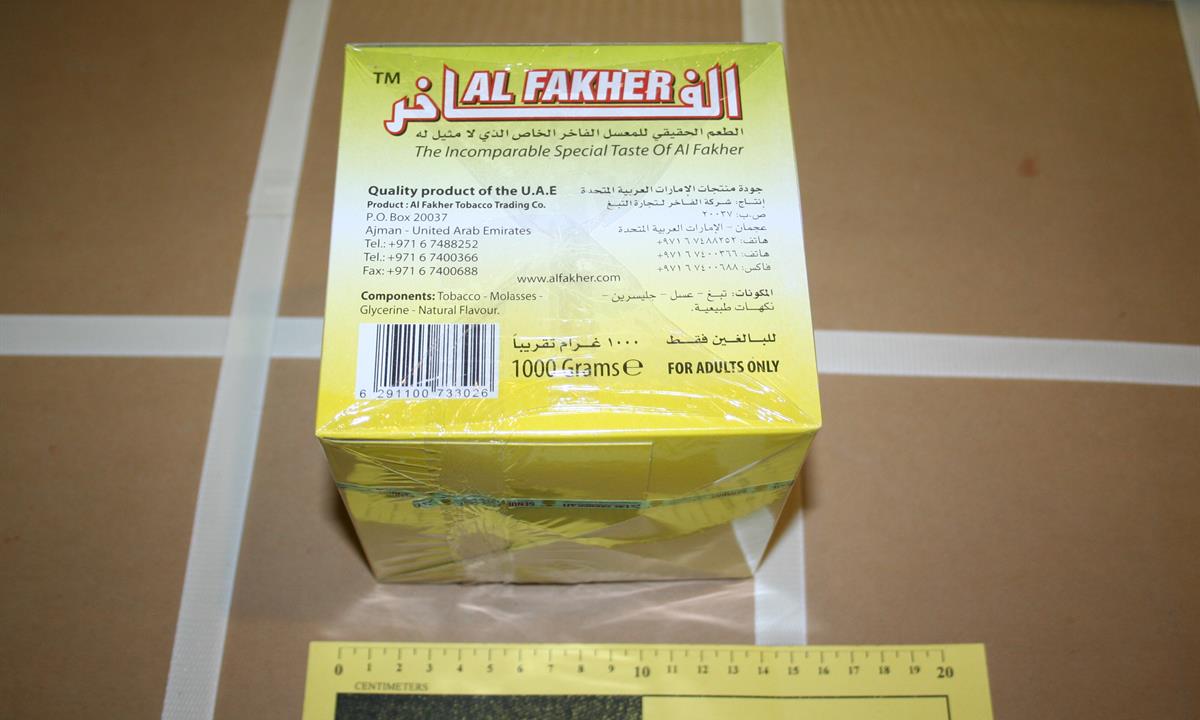 TM
الفاخر
AL FAKHER
الطعم الحقيقي للمعسل الفاخر الخاص الذي لا مثيل له
The Incomparable Special Taste Of Al Fakher
Quality product of the U.A.E
Product : Al Fakher Tobacco Trading Co.
P.O. Box 20037
Ajman - United Arab Emirates
Tel.: +971 6 7488252
Tel.: +971 6 7400366
Fax: +971 6 7400688
جودة منتجات الإمارات العربية المتحدة
إنتاج: شركة الفاخر لتجارة التبغ
ص.ب: ٢٠٠٣٧
عجمان - الإمارات العربية المتحدة
هاتف: ٧٤٨٨٢٥٢ ٦ ٩٧١+
هاتف: ٧٤٠٠٣٦٦ ٦ ٩٧١+
فاكس: ٧٤٠٠٦٨٨ ٦ ٩٧١+
www.alfakher.com
Components: Tobacco - Molasses -
Glycerine - Natural Flavour.
المكونات: تبغ - عسل - جليسرين -
نكهات طبيعية.
6 291100 733026
١٠٠٠ غرام تقريباً
1000 Grams e
للبالغين فقط
FOR ADULTS ONLY
0 1 2 3 4 5 6 7 8 9 10 11 12 13 14 15 16 17 18 19 20
CENTIMETERS